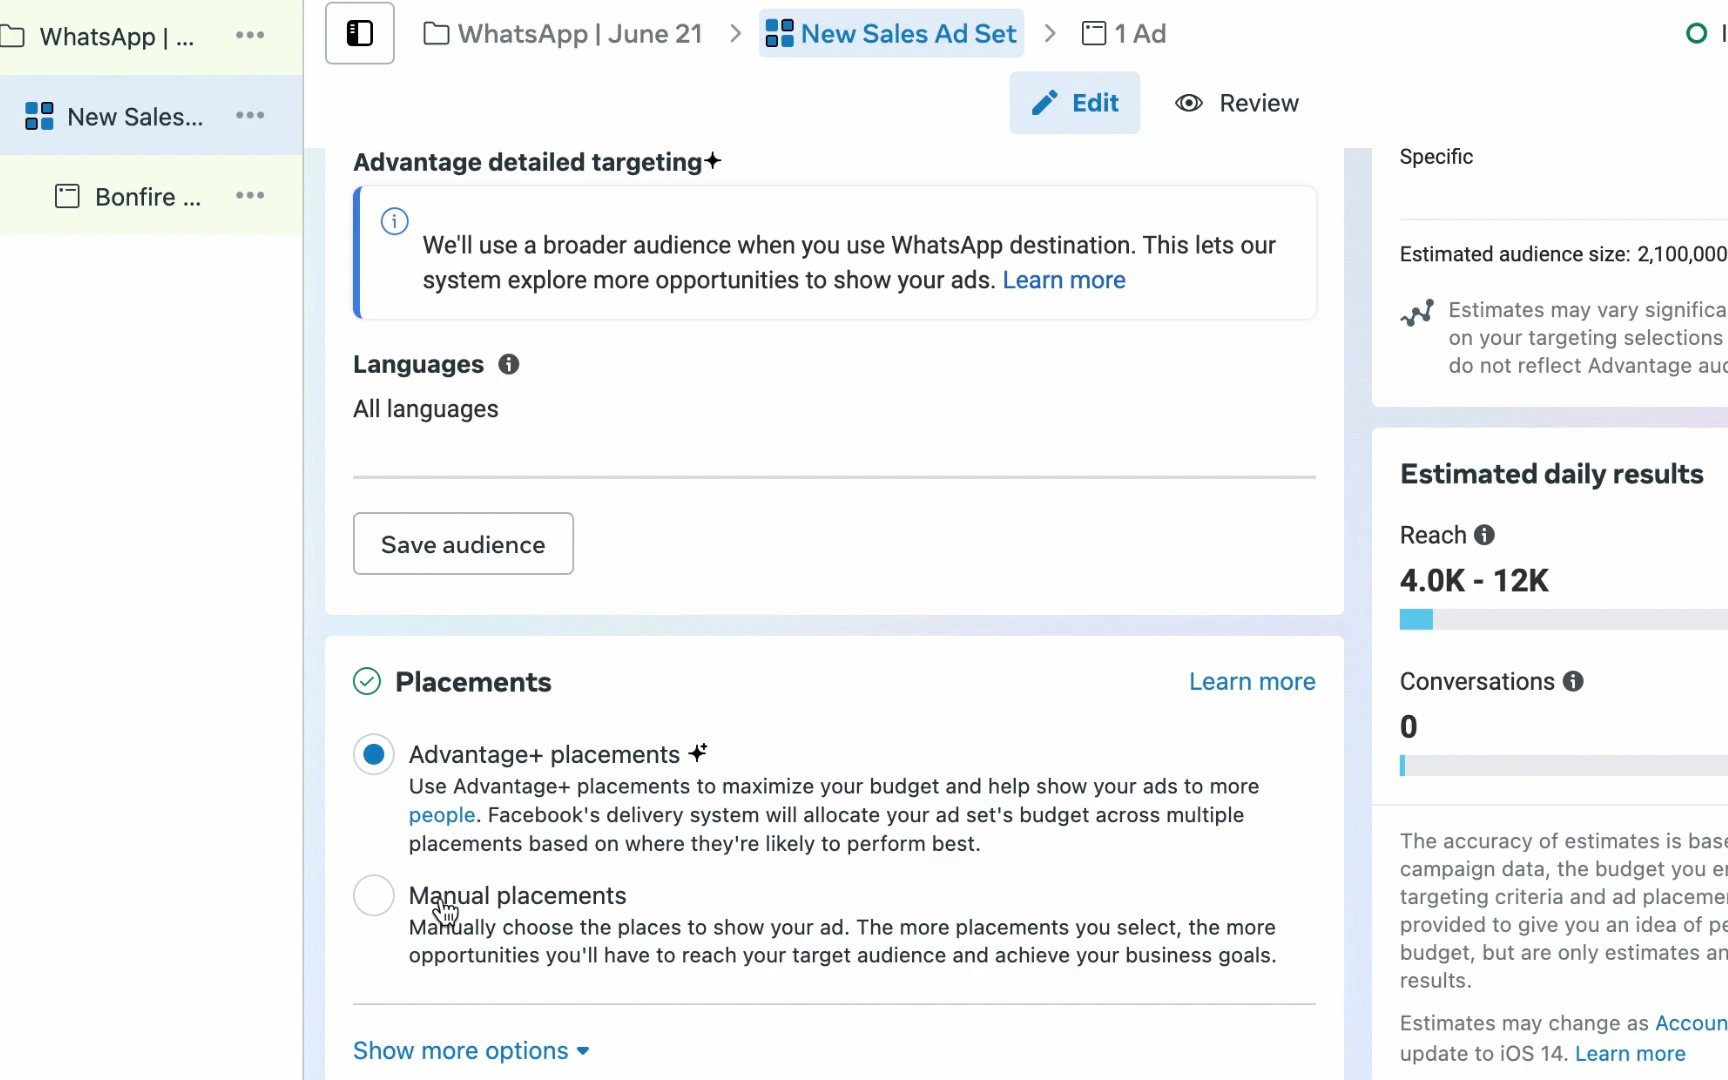 WhatsApp | ...
New Sales...
Bonfire ...
WhatsApp | June 21
New Sales Ad Set
1 Ad
Edit
Review
Advantage detailed targeting
We'll use a broader audience when you use WhatsApp destination. This lets our
system explore more opportunities to show your ads. Learn more
Languages
All languages
Save audience
Placements
Learn more
Advantage+ placements
Use Advantage+ placements to maximize your budget and help show your ads to more
people. Facebook's delivery system will allocate your ad set's budget across multiple
placements based on where they're likely to perform best.
Manual placements
Manually choose the places to show your ad. The more placements you select, the more
opportunities you'll have to reach your target audience and achieve your business goals.
Show more options
Specific
Estimated audience size: 2,100,000
Estimates may vary
on your targeting selections
do not reflect Advantage
Estimated daily results
Reach
4.0K - 12K
Conversations
0
The accuracy of estimates is
campaign data, the budget you
targeting criteria and ad
provided to give you an idea of
budget, but are only estimates
results.
Estimates may change as
update to iOS 14. Learn more